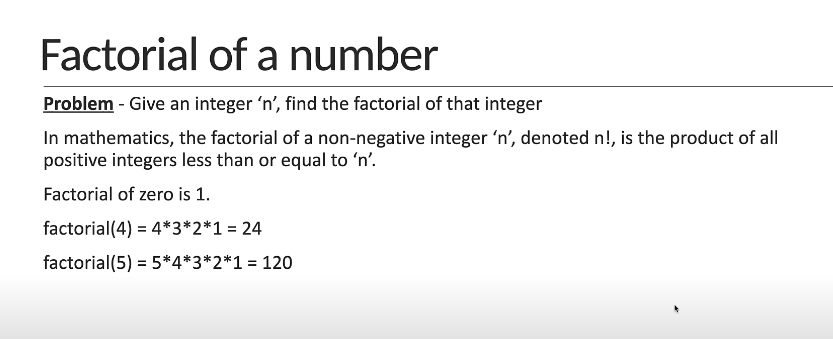 Factorial of a number
Problem - Give an integer ‘n’, find the factorial of that integer
In mathematics, the factorial of a non-negative integer ‘n’, denoted n!, is the product of all
positive integers less than or equal to ‘n’.
Factorial of zero is 1.
factorial(4) = 4*3*2*1 = 24
factorial(5) = 5*4*3*2*1 = 120